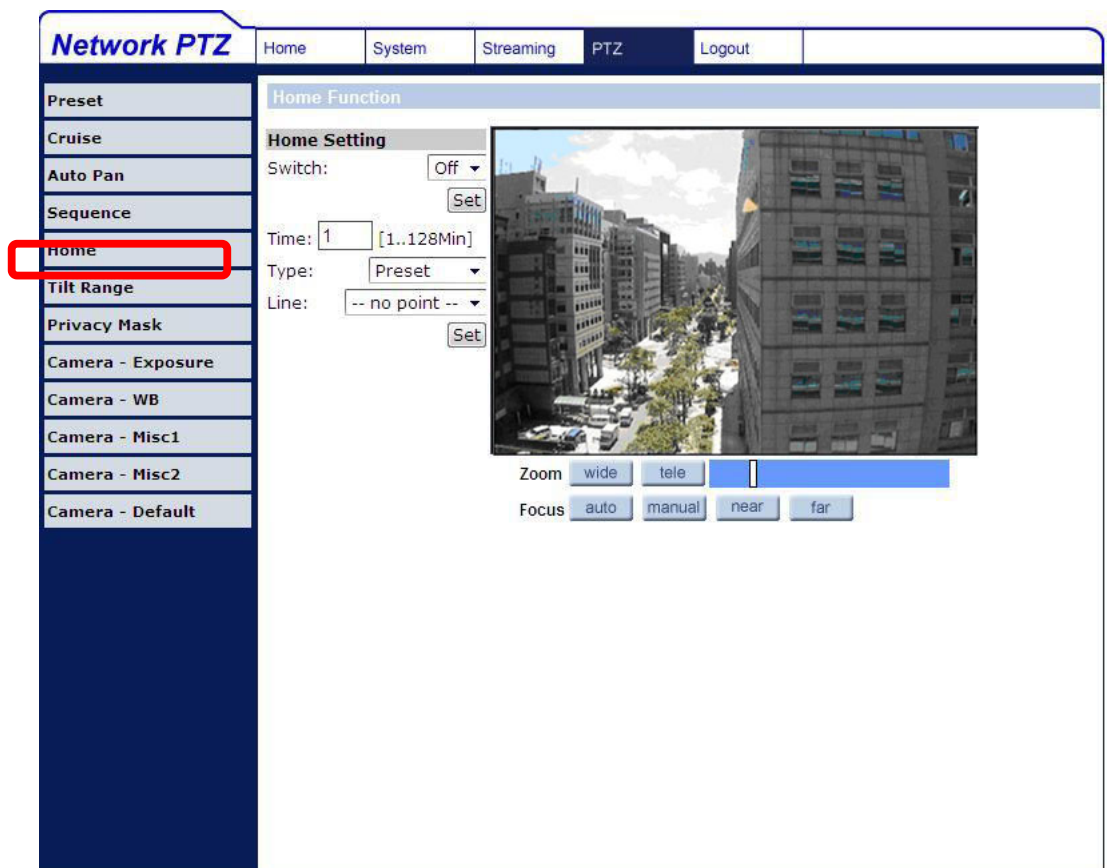 Network PTZ
Home System Streaming PTZ Logout
Preset
Cruise
Auto Pan
Sequence
Home
Tilt Range
Privacy Mask
Camera - Exposure
Camera - WB
Camera - Misc1
Camera - Misc2
Camera - Default
Home Function
Home Setting
Switch: Off
Set
Time: 1 [1..128Min]
Type: Preset
Line: -- no point --
Set
Zoom wide tele
Focus auto manual near far